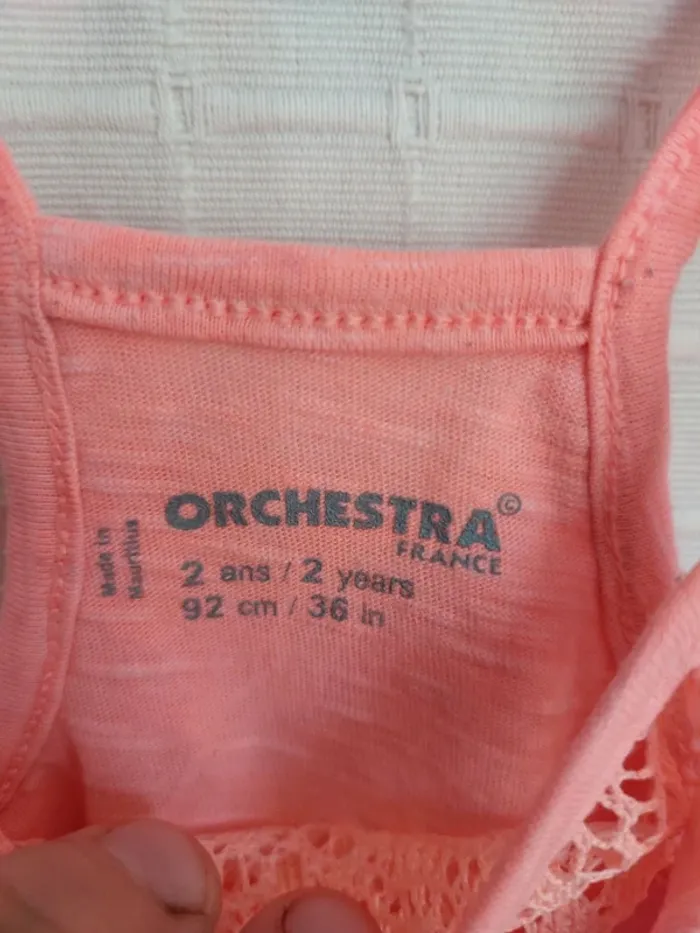 ORCHESTRA©
FRANCE
2 ans / 2 years
92 cm / 36 in
Made in
Mauritius